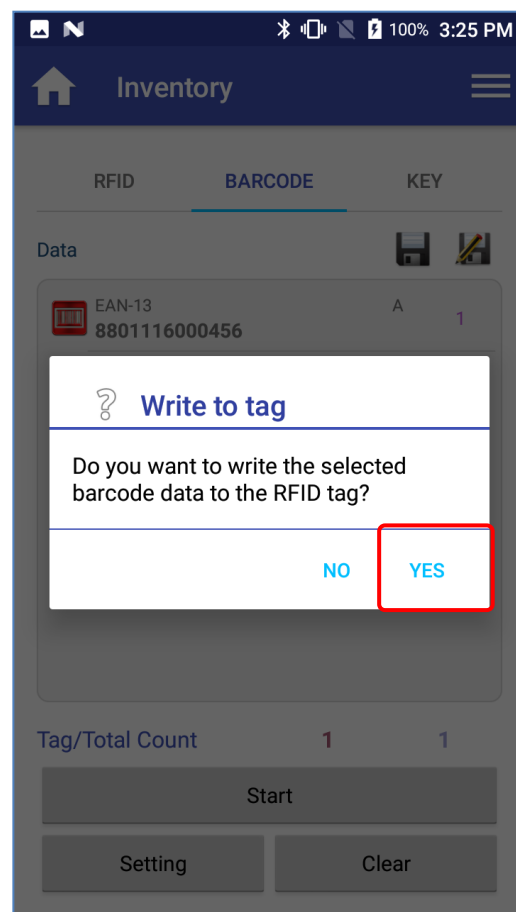 100% 3:25 PM
Inventory
RFID BARCODE KEY
Data
EAN-13 A
8801116000456 1
Write to tag
Do you want to write the selected
barcode data to the RFID tag?
NO YES
Tag/Total Count 1 1
Start
Setting Clear